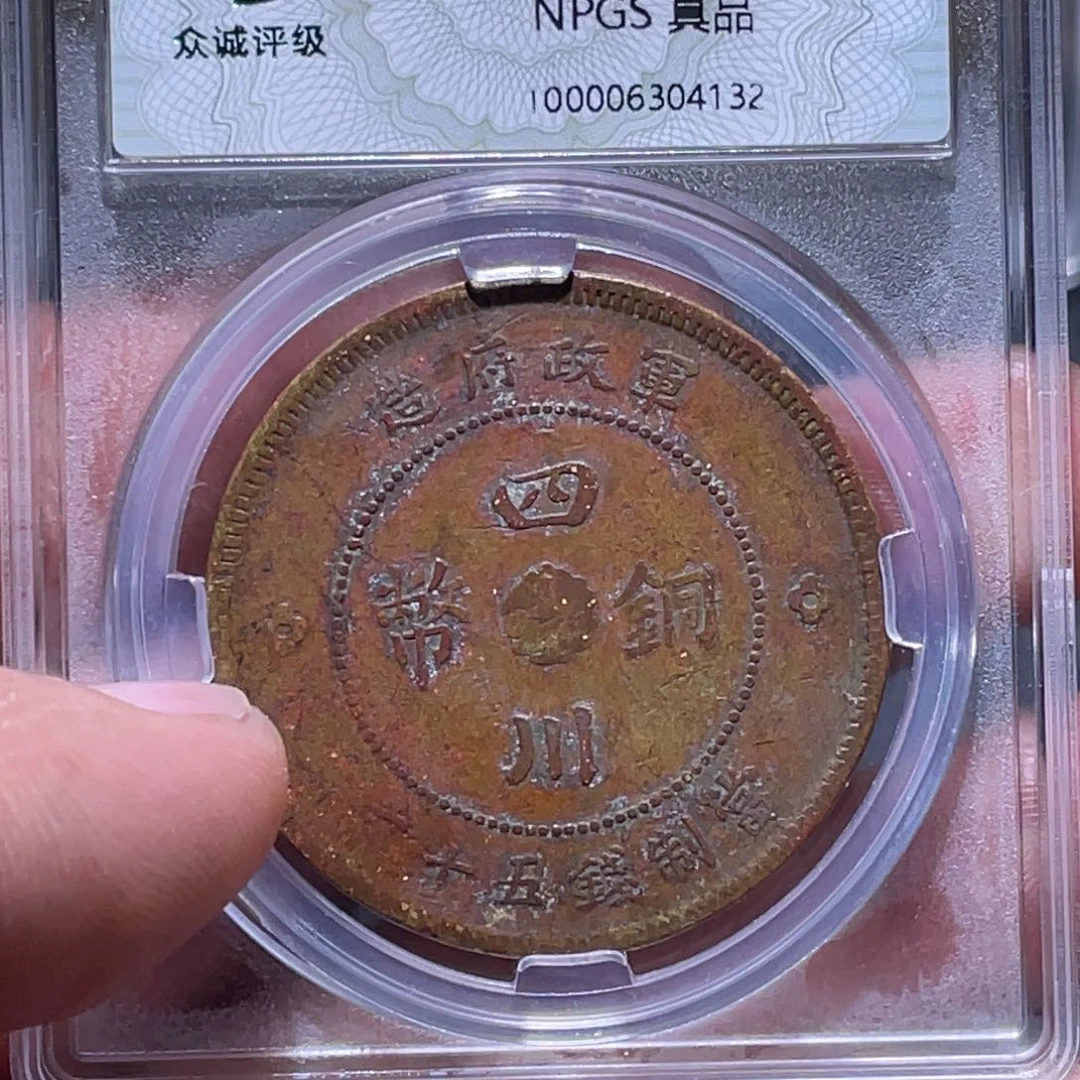 众诚评级
NPGS 真品
100006304132
軍政府造
四川
銅幣
當制錢五十